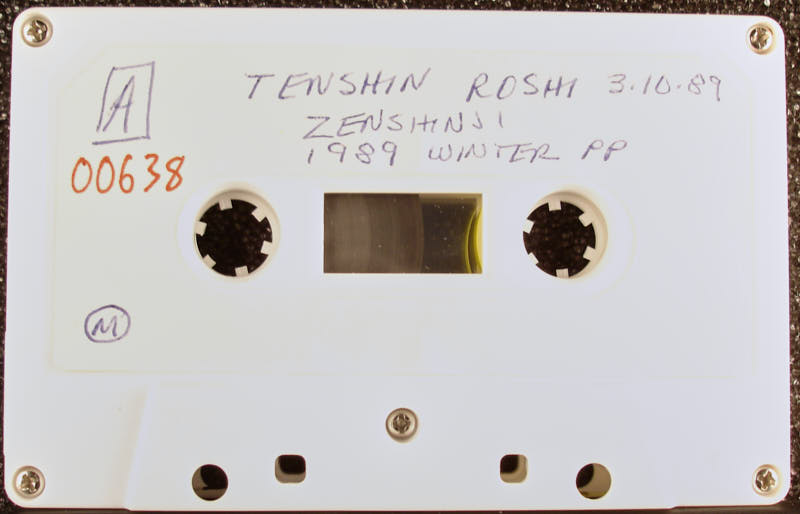 A
TENSHIN ROSHI 3.10.89
ZENSHINJI
1989 WINTER PP
00638
M